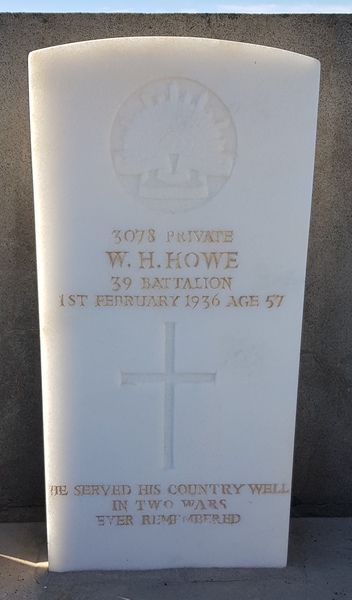 3078 PRIVATE
W. H. HOWE
39 BATTALION
1ST FEBRUARY 1936 AGE 57
HE SERVED HIS COUNTRY WELL
IN TWO WARS
EVER REMEMBERED